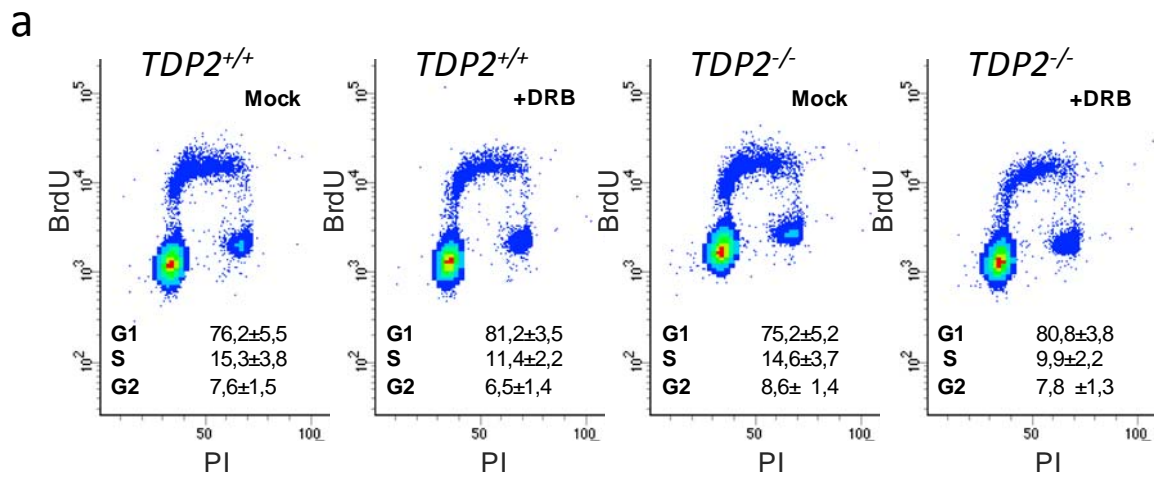 a
TDP2+/+
Mock
BrdU
10^5
10^4
10^3
10^2
G1 76,2±5,5
S 15,3±3,8
G2 7,6±1,5
50 100
PI
TDP2+/+
+DRB
BrdU
10^5
10^4
10^3
10^2
G1 81,2±3,5
S 11,4±2,2
G2 6,5±1,4
50 100
PI
TDP2-/-
Mock
BrdU
10^5
10^4
10^3
10^2
G1 75,2±5,2
S 14,6±3,7
G2 8,6± 1,4
50 100
PI
TDP2-/-
+DRB
BrdU
10^5
10^4
10^3
10^2
G1 80,8±3,8
S 9,9±2,2
G2 7,8 ±1,3
50 100
PI